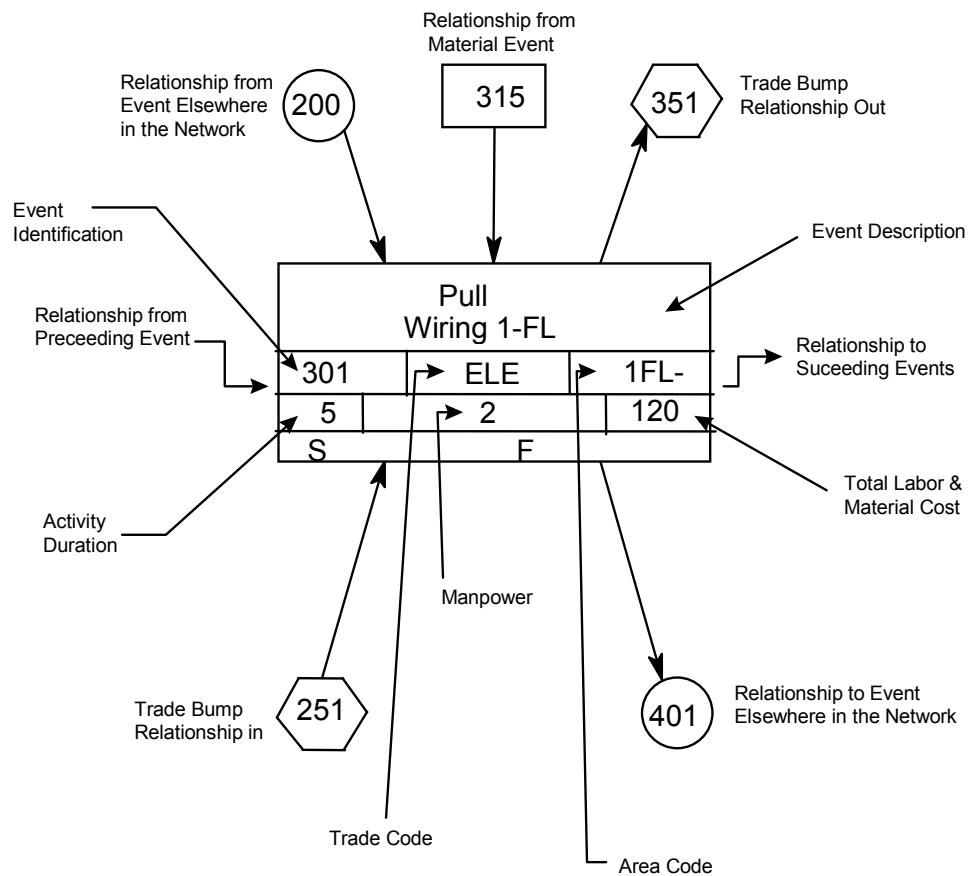 Relationship from
Material Event
Relationship from
Event Elsewhere
in the Network
200
315
351
Trade Bump
Relationship Out
Event
Identification
Event Description
Pull
Wiring 1-FL
Relationship from
Preceeding Event
Relationship to
Suceeding Events
301
ELE
1FL-
5
2
120
S
F
Total Labor &
Material Cost
Activity
Duration
Manpower
Trade Bump
Relationship in
251
401
Relationship to Event
Elsewhere in the Network
Trade Code
Area Code